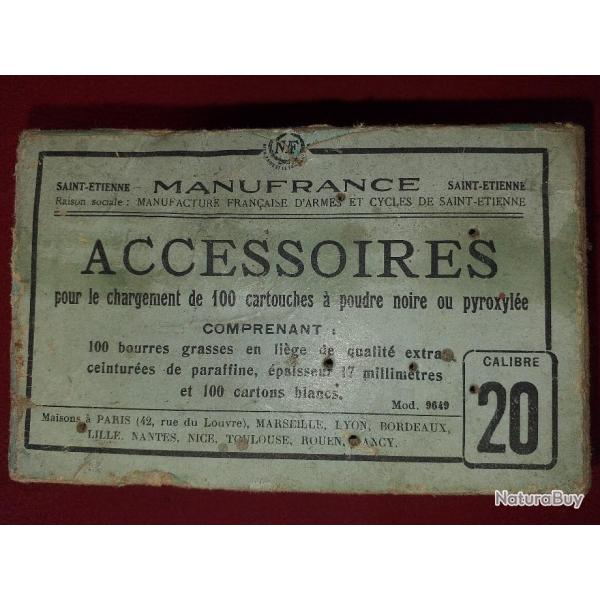 NF
SAINT-ETIENNE - MANUFRANCE - SAINT-ETIENNE
Raison sociale : MANUFACTURE FRANÇAISE D'ARMES ET CYCLES DE SAINT-ETIENNE
ACCESSOIRES
pour le chargement de 100 cartouches à poudre noire ou pyroxylée
COMPRENANT :
100 bourres grasses en liège de qualité extra
ceinturées de paraffine, épaisseur 17 millimètres
et 100 cartons blancs.
Mod. 9649
CALIBRE
20
Maisons à PARIS (42, rue du Louvre), MARSEILLE, LYON, BORDEAUX,
LILLE, NANTES, NICE, TOULOUSE, ROUEN, NANCY.
NaturaBuy